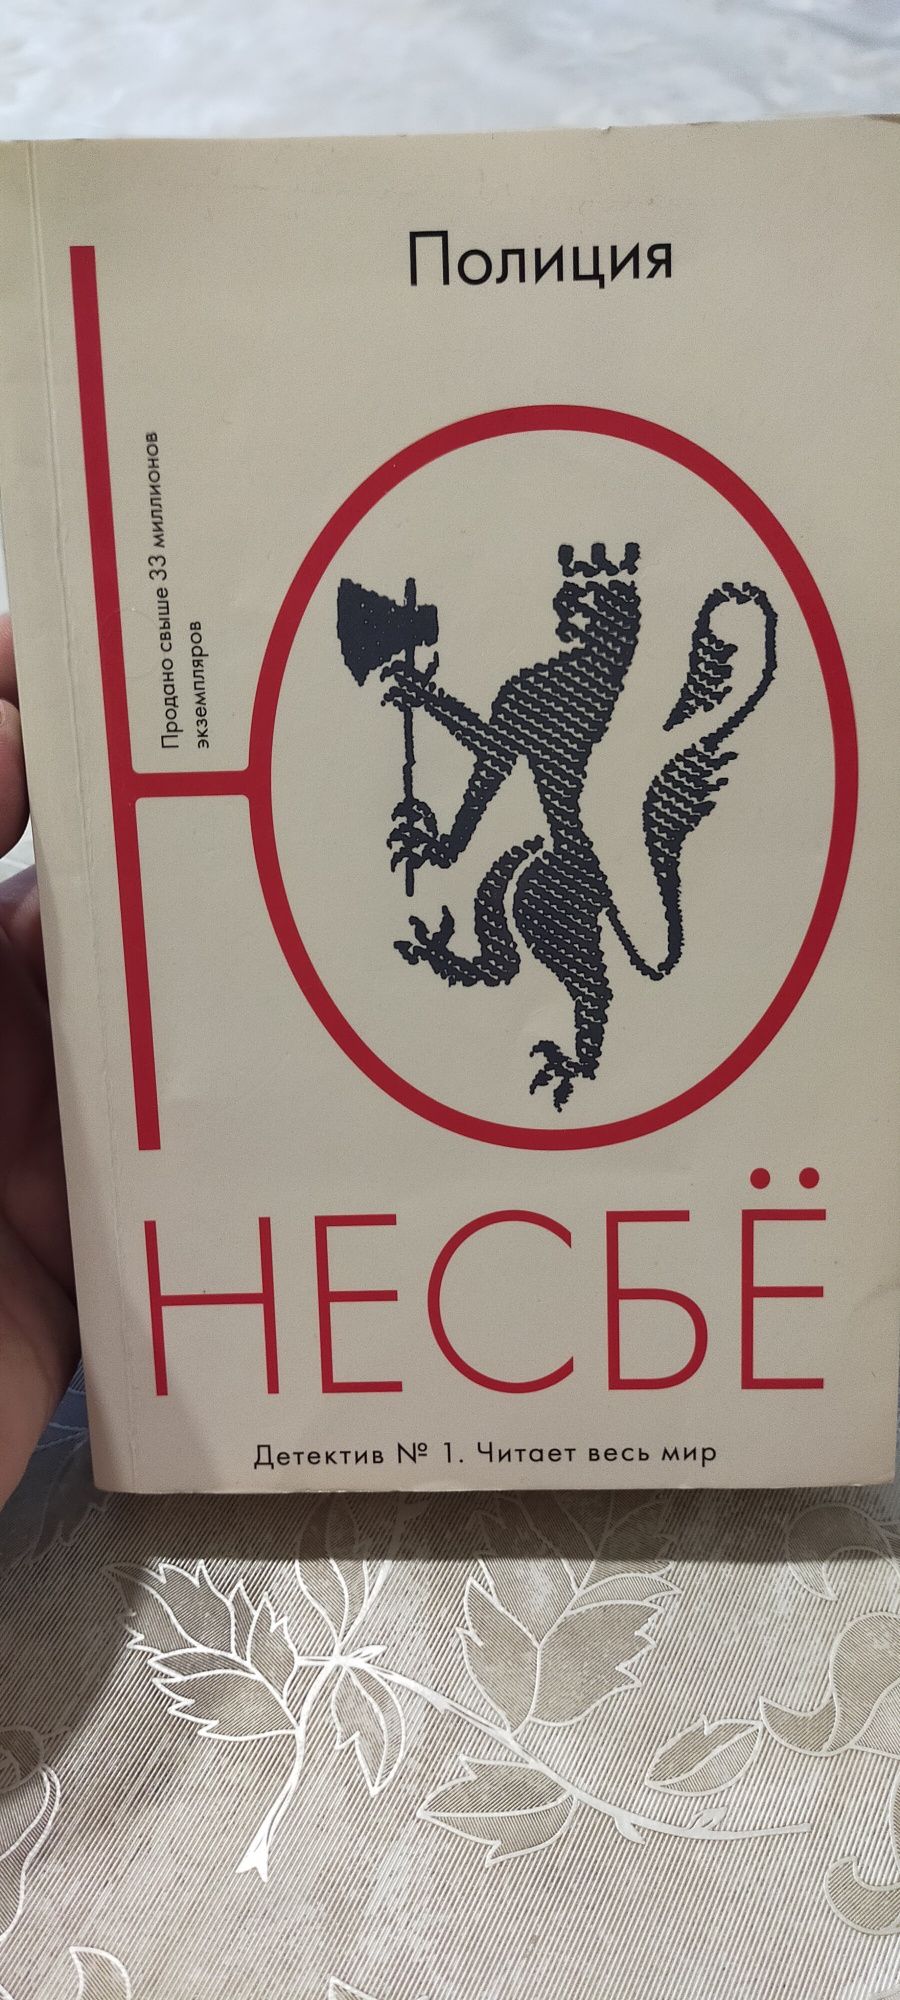 Полиция
Продано свыше 33 миллионов
экземпляров
Ю
НЕСБЁ
Детектив № 1. Читает весь мир